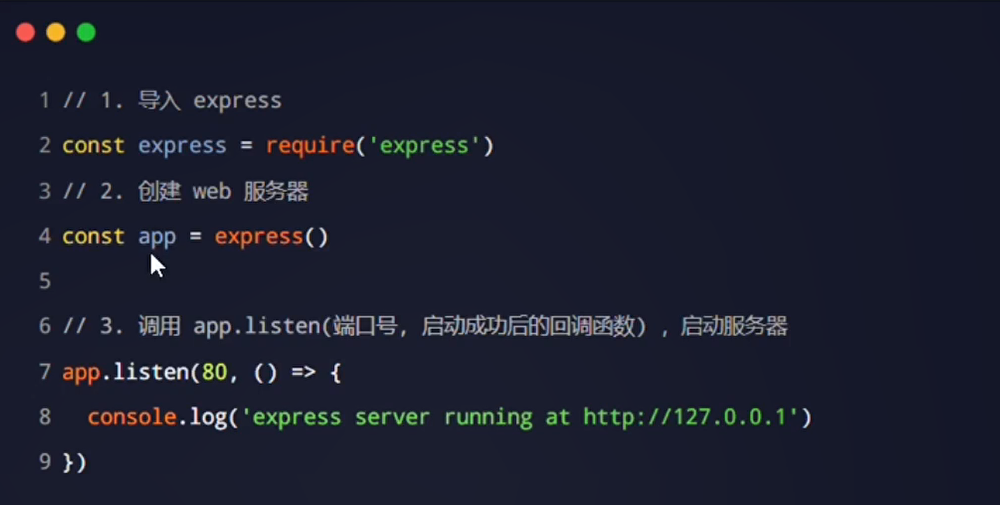 1 // 1. 导入 express
2 const express = require('express')
3 // 2. 创建 web 服务器
4 const app = express()
5
6 // 3. 调用 app.listen(端口号, 启动成功后的回调函数) , 启动服务器
7 app.listen(80, () => {
8   console.log('express server running at http://127.0.0.1')
9 })